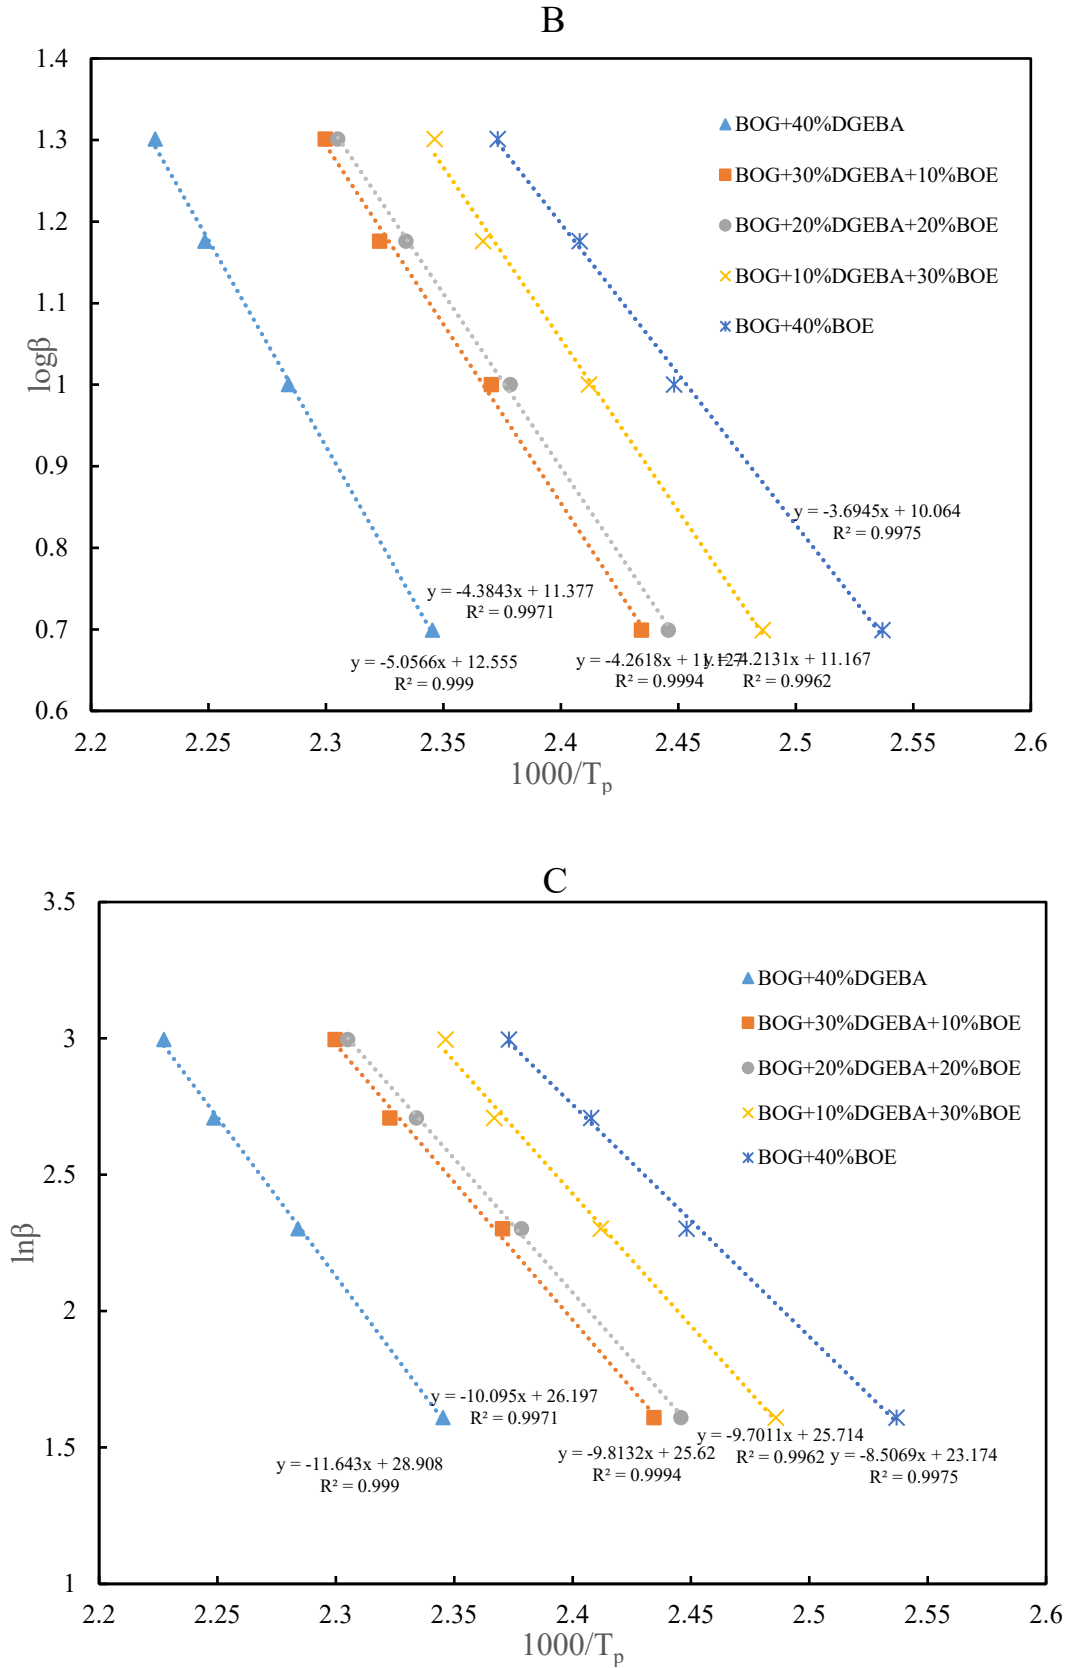 B
1.4
1.3
1.2
1.1
1
0.9
0.8
0.7
0.6
logβ
BOG+40%DGEBA
BOG+30%DGEBA+10%BOE
BOG+20%DGEBA+20%BOE
BOG+10%DGEBA+30%BOE
BOG+40%BOE
y = -3.6945x + 10.064
R² = 0.9975
y = -4.3843x + 11.377
R² = 0.9971
y = -5.0566x + 12.555
R² = 0.999
y = -4.2618x + 11.127
R² = 0.9994
y = -4.2131x + 11.167
R² = 0.9962
2.2 2.25 2.3 2.35 2.4 2.45 2.5 2.55 2.6
1000/Tp
C
3.5
3
2.5
2
1.5
1
lnβ
BOG+40%DGEBA
BOG+30%DGEBA+10%BOE
BOG+20%DGEBA+20%BOE
BOG+10%DGEBA+30%BOE
BOG+40%BOE
y = -10.095x + 26.197
R² = 0.9971
y = -11.643x + 28.908
R² = 0.999
y = -9.8132x + 25.62
R² = 0.9994
y = -9.7011x + 25.714
R² = 0.9962
y = -8.5069x + 23.174
R² = 0.9975
2.2 2.25 2.3 2.35 2.4 2.45 2.5 2.55 2.6
1000/Tp